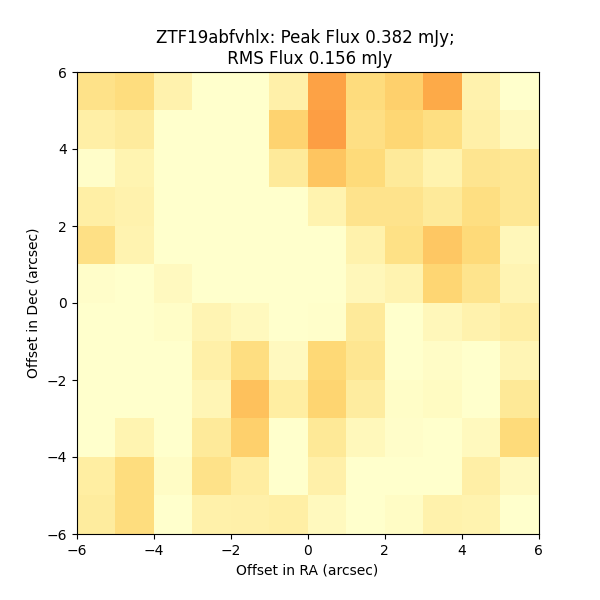 ZTF19abfvhlx: Peak Flux 0.382 mJy;
RMS Flux 0.156 mJy
6
4
2
0
−2
−4
−6
Offset in Dec (arcsec)
−6 −4 −2 0 2 4 6
Offset in RA (arcsec)